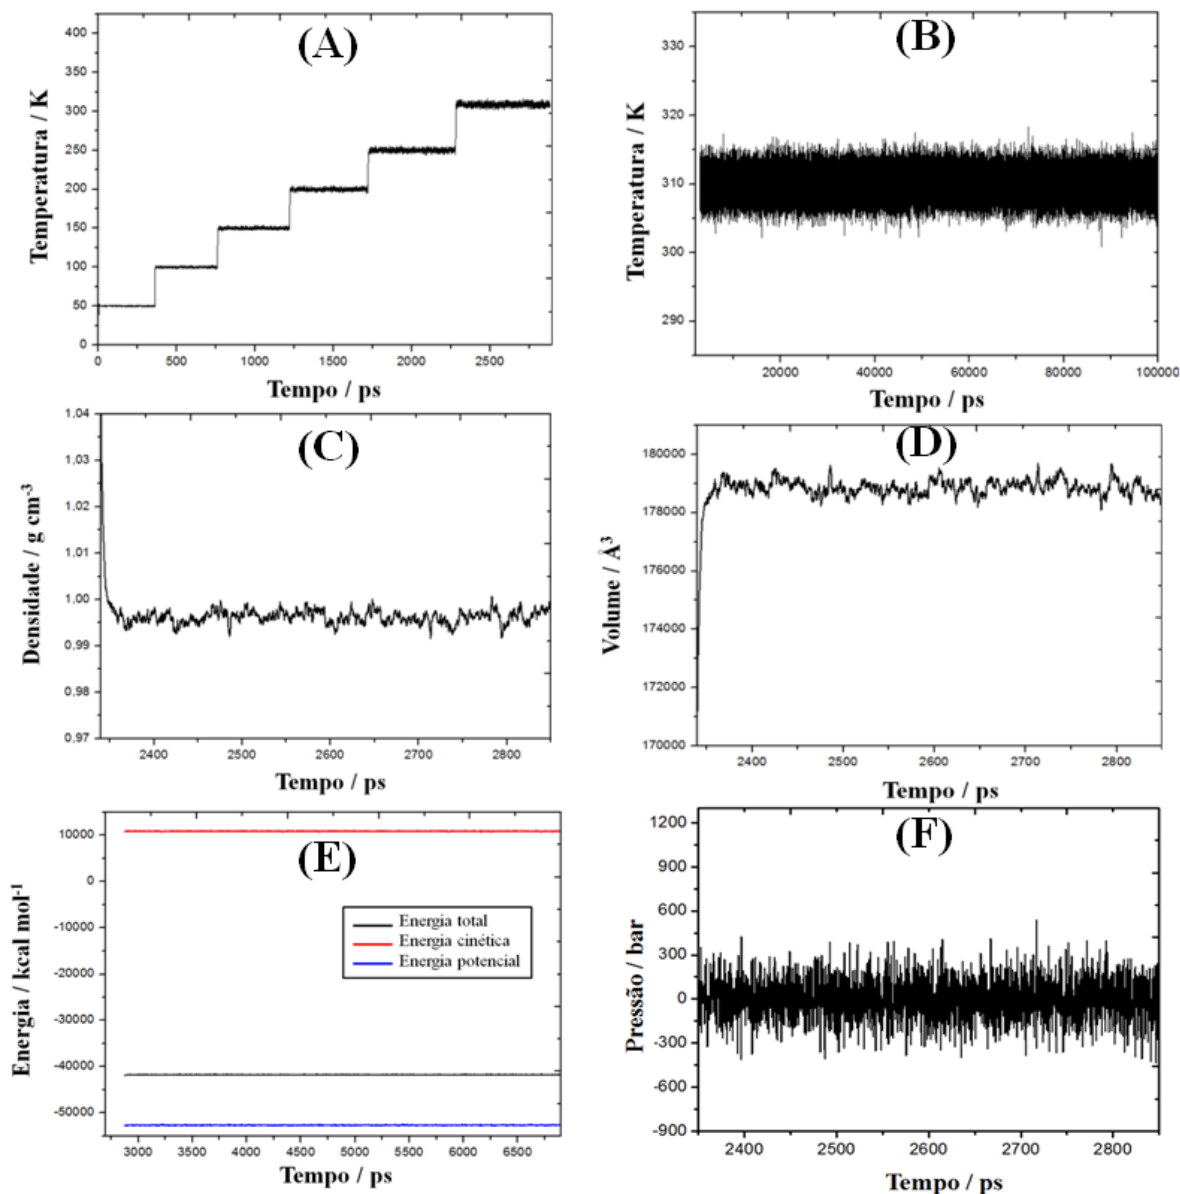 (A)
Temperatura / K
400
350
300
250
200
150
100
50
0
0 500 1000 1500 2000 2500
Tempo / ps
(B)
Temperatura / K
330
320
310
300
290
20000 40000 60000 80000 100000
Tempo / ps
(C)
Densidade / g cm-3
1,04
1,03
1,02
1,01
1,00
0,99
0,98
0,97
2400 2500 2600 2700 2800
Tempo / ps
(D)
Volume / Å3
180000
178000
176000
174000
172000
170000
2400 2500 2600 2700 2800
Tempo / ps
(E)
Energia / kcal mol-1
10000
0
-10000
-20000
-30000
-40000
-50000
Energia total
Energia cinética
Energia potencial
3000 3500 4000 4500 5000 5500 6000 6500
Tempo / ps
(F)
Pressão / bar
1200
900
600
300
0
-300
-600
-900
2400 2500 2600 2700 2800
Tempo / ps